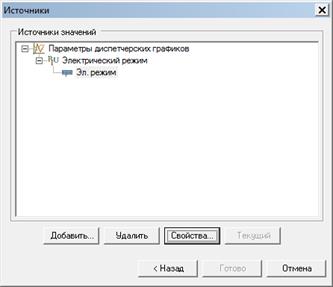 Источники
Источники значений
Параметры диспетчерских графиков
Электрический режим
Эл. режим
Добавить... Удалить Свойства... Текущий
< Назад Готово Отмена